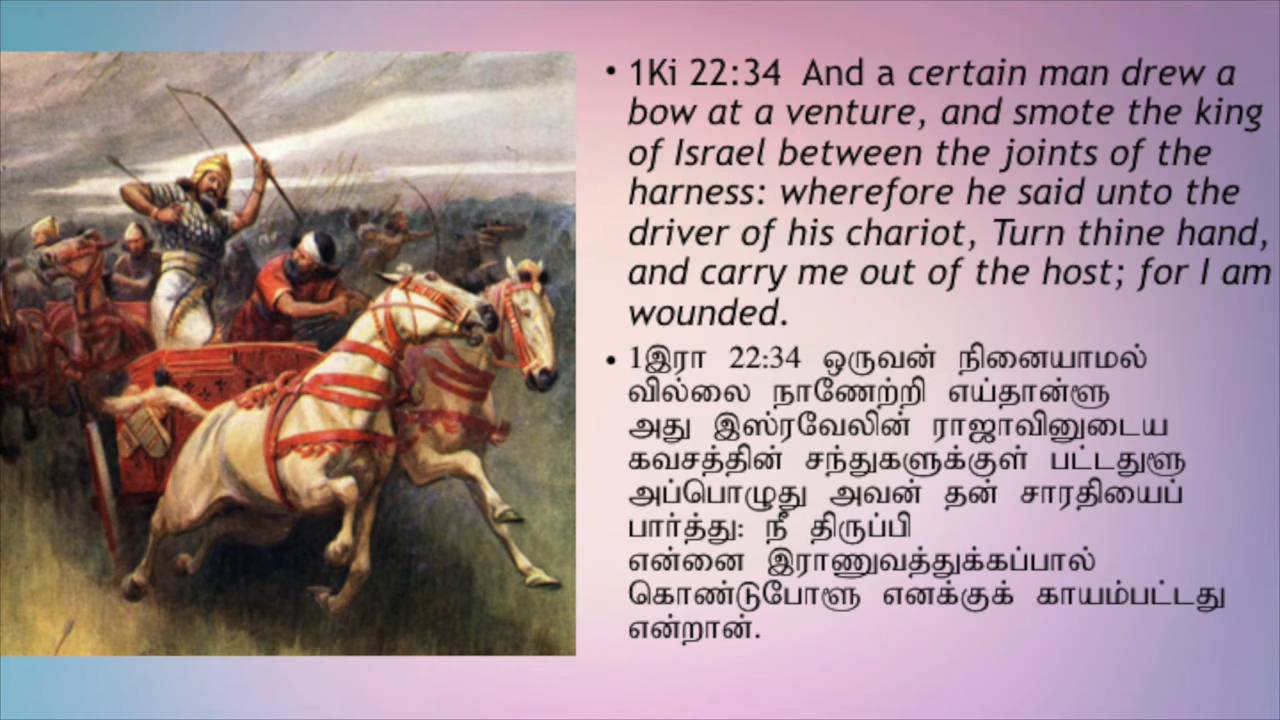 • 1Ki 22:34 And a certain man drew a
bow at a venture, and smote the king
of Israel between the joints of the
harness: wherefore he said unto the
driver of his chariot, Turn thine hand,
and carry me out of the host; for I am
wounded.
• 1இரா 22:34 ஒருவன் நினையாமல்
வில்லை நாணேற்றி எய்தான்ளூ
அது இஸ்ரவேலின் ராஜாவினுடைய
கவசத்தின் சந்துகளுக்குள் பட்டதுளூ
அப்பொழுது அவன் தன் சாரதியைப்
பார்த்து: நீ திருப்பி
என்னை இராணுவத்துக்கப்பால்
கொண்டுபோளூ எனக்குக் காயம்பட்டது
என்றான்.